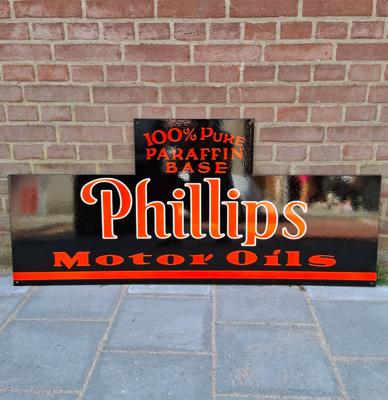 100% Pure
Paraffin
Base
Phillips
Motor Oils